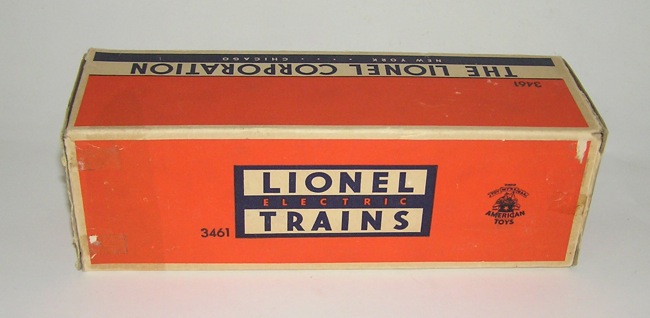 THE LIONEL CORPORATION
NEW YORK . . . . CHICAGO
3461
LIONEL
ELECTRIC
TRAINS
3461
AMERICAN
TOYS